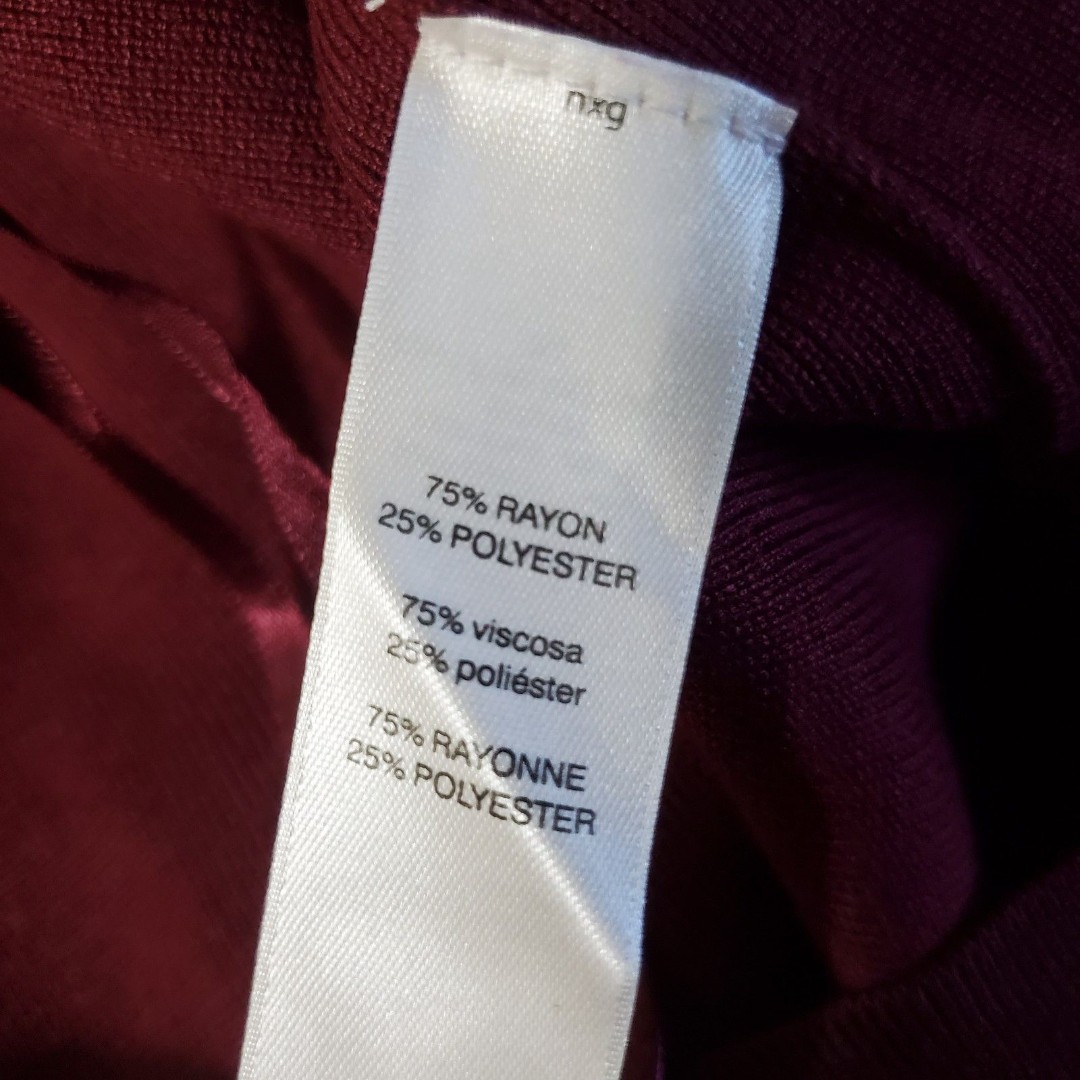 nxg
75% RAYON
25% POLYESTER
75% viscosa
25% poliéster
75% RAYONNE
25% POLYESTER